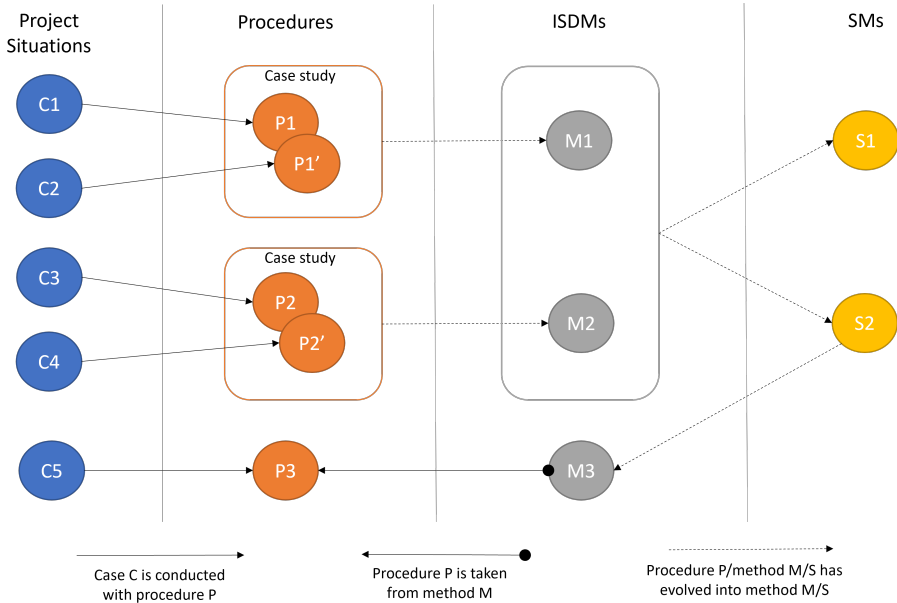 Project
Situations
Procedures
ISDMs
SMs
Case study
C1
P1
M1
S1
P1’
C2
Case study
C3
P2
M2
S2
P2’
C4
C5
P3
M3
Case C is conducted
with procedure P
Procedure P is taken
from method M
Procedure P/method M/S has
evolved into method M/S